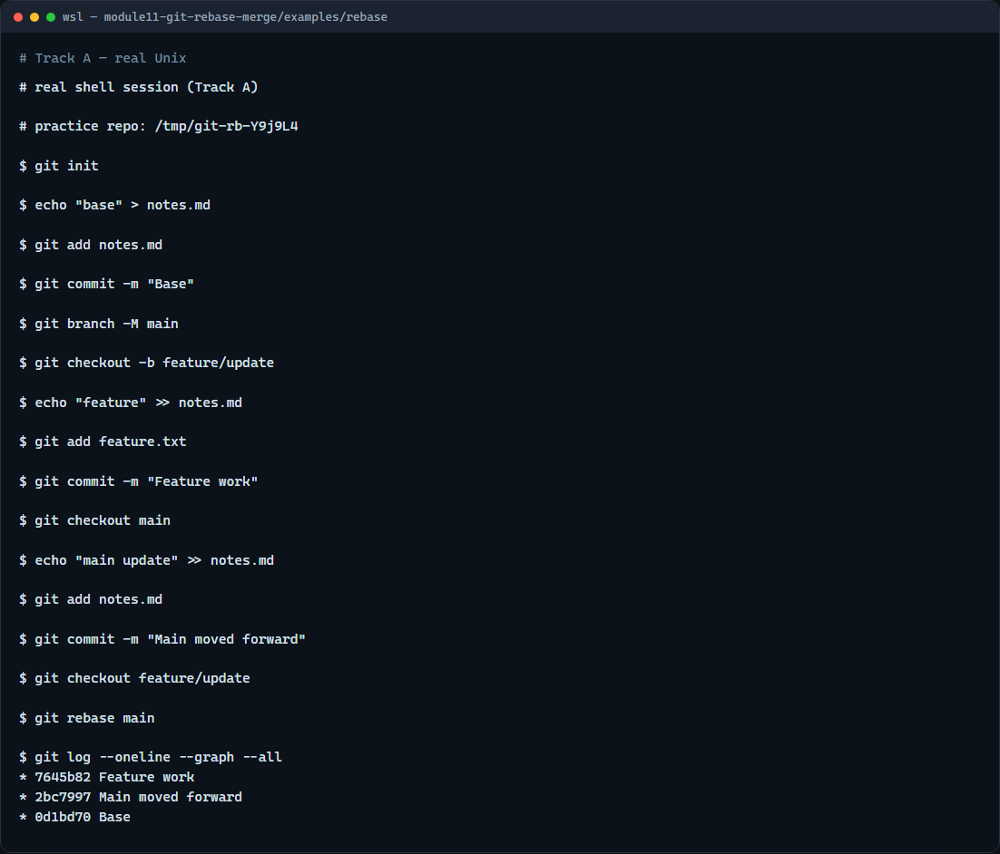 wsl — module11-git-rebase-merge/examples/rebase
# Track A — real Unix
# real shell session (Track A)
# practice repo: /tmp/git-rb-Y9j9L4
$ git init
$ echo "base" > notes.md
$ git add notes.md
$ git commit -m "Base"
$ git branch -M main
$ git checkout -b feature/update
$ echo "feature" >> notes.md
$ git add feature.txt
$ git commit -m "Feature work"
$ git checkout main
$ echo "main update" >> notes.md
$ git add notes.md
$ git commit -m "Main moved forward"
$ git checkout feature/update
$ git rebase main
$ git log --oneline --graph --all
* 7645b82 Feature work
* 2bc7997 Main moved forward
* 0d1bd70 Base